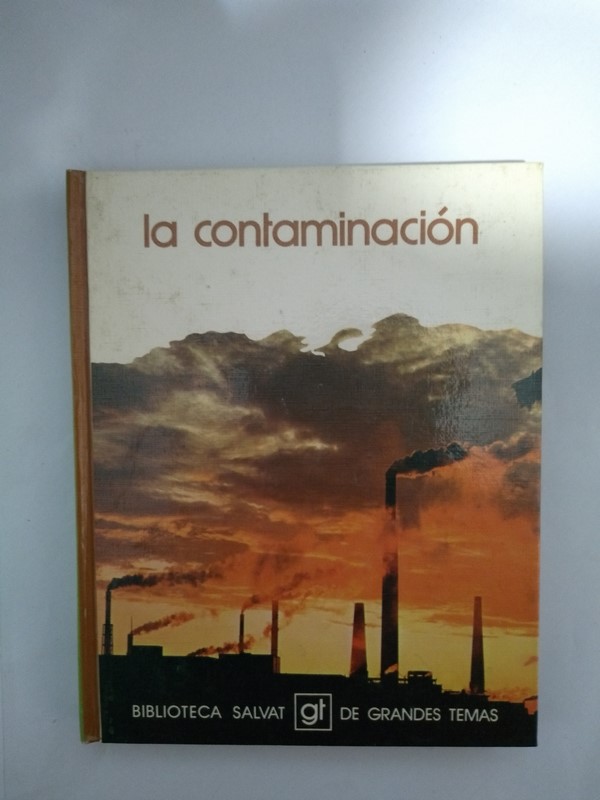 la contaminación
BIBLIOTECA SALVAT gt DE GRANDES TEMAS